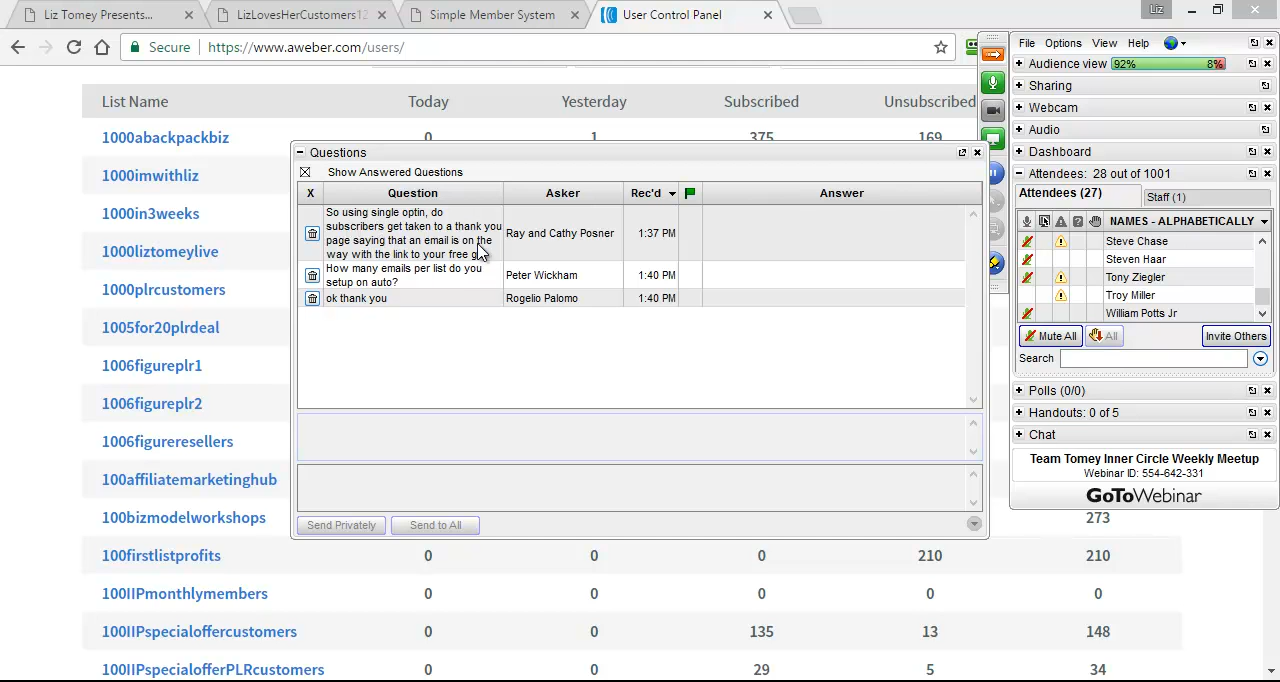 Liz Tomey Presents...
LizLovesHerCustomers12
Simple Member System
User Control Panel
Liz
Secure
https://www.aweber.com/users/
List Name Today Yesterday Subscribed Unsubscribed
1000abackpackbiz 0 1 375 169
1000imwithliz
1000in3weeks
1000liztomeylive
1000plrcustomers
1005for20plrdeal
1006figureplr1
1006figureplr2
1006figureresellers
100affiliatemarketinghub
100bizmodelworkshops 273
100firstlistprofits 0 0 0 210 210
100IIPmonthlymembers 0 0 0 0 0
100IIPspecialoffercustomers 0 0 135 13 148
100IIPspecialofferPLRcustomers 0 0 29 5 34
Questions
Show Answered Questions
X Question Asker Rec'd Answer
So using single optin, do
subscribers get taken to a thank you
page saying that an email is on the
way with the link to your free
Ray and Cathy Posner 1:37 PM
How many emails per list do you
setup on auto?
Peter Wickham 1:40 PM
ok thank you Rogelio Palomo 1:40 PM
Send Privately Send to All
File Options View Help
Audience view 92% 8%
Sharing
Webcam
Audio
Dashboard
Attendees: 28 out of 1001
Attendees (27) Staff (1)
NAMES - ALPHABETICALLY
Steve Chase
Steven Haar
Tony Ziegler
Troy Miller
William Potts Jr
Mute All All Invite Others
Search
Polls (0/0)
Handouts: 0 of 5
Chat
Team Tomey Inner Circle Weekly Meetup
Webinar ID: 554-642-331
GoToWebinar